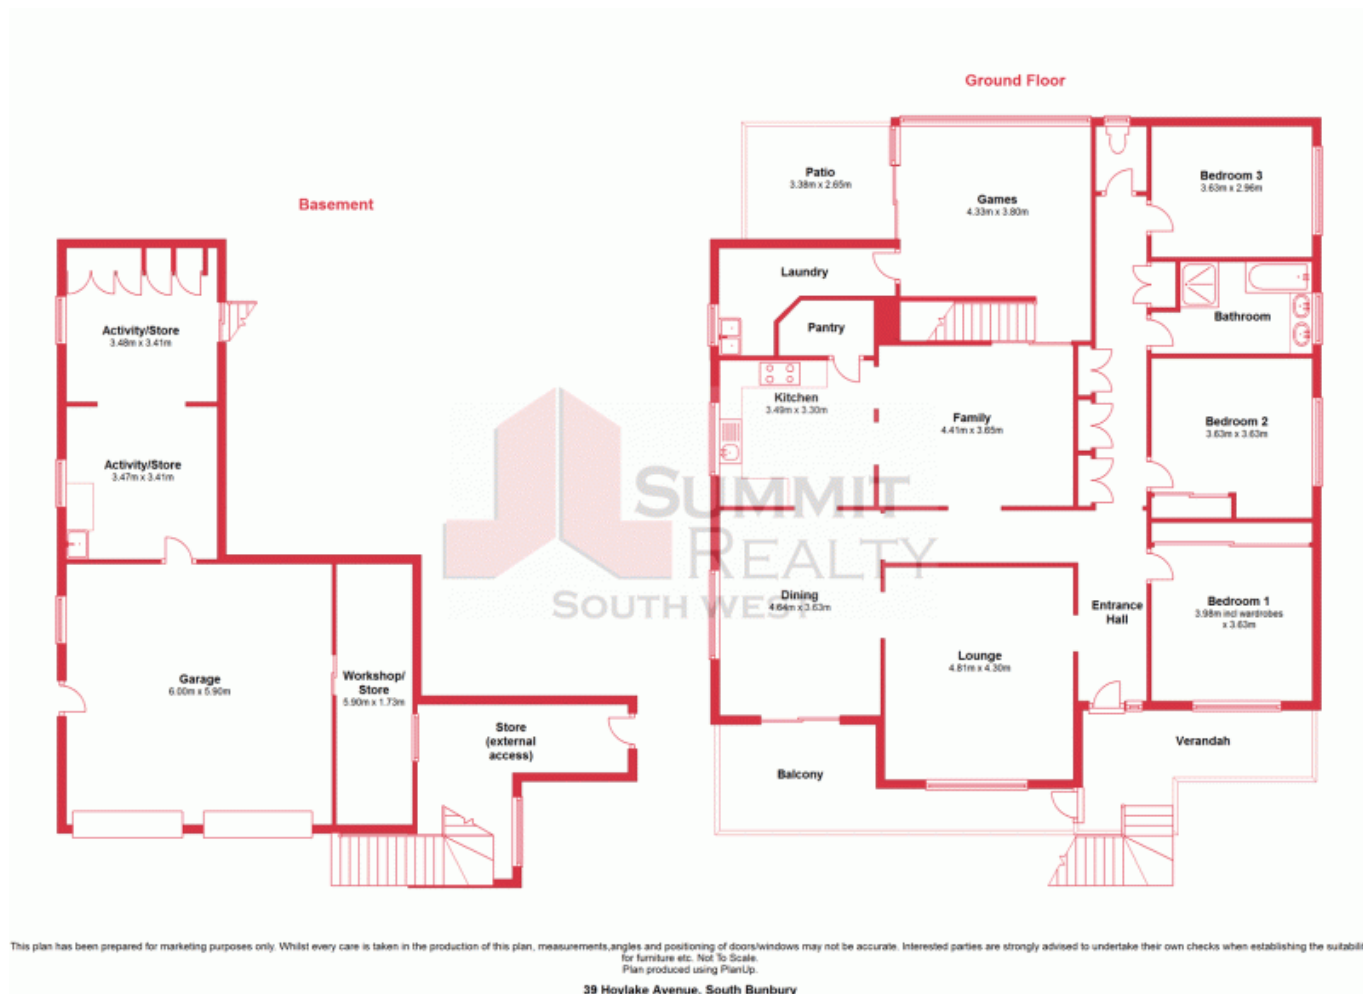 Ground Floor
Basement
Patio
3.38m x 2.65m
Games
4.33m x 3.80m
Bedroom 3
3.63m x 2.96m
Laundry
Pantry
Bathroom
Kitchen
3.49m x 3.30m
Family
4.41m x 3.65m
Bedroom 2
3.63m x 3.63m
Dining
4.64m x 3.63m
Lounge
4.81m x 4.30m
Entrance
Hall
Bedroom 1
3.98m incl wardrobes
x 3.63m
Balcony
Verandah
Activity/Store
3.48m x 3.41m
Activity/Store
3.47m x 3.41m
Garage
6.00m x 5.90m
Workshop/
Store
5.90m x 1.73m
Store
(external
access)
SUMMIT
REALTY
SOUTH WEST
This plan has been prepared for marketing purposes only. Whilst every care is taken in the production of this plan, measurements,angles and positioning of doors/windows may not be accurate. Interested parties are strongly advised to undertake their own checks when establishing the suitabili
for furniture etc. Not To Scale.
Plan produced using PlanUp.
39 Hoylake Avenue, South Bunbury